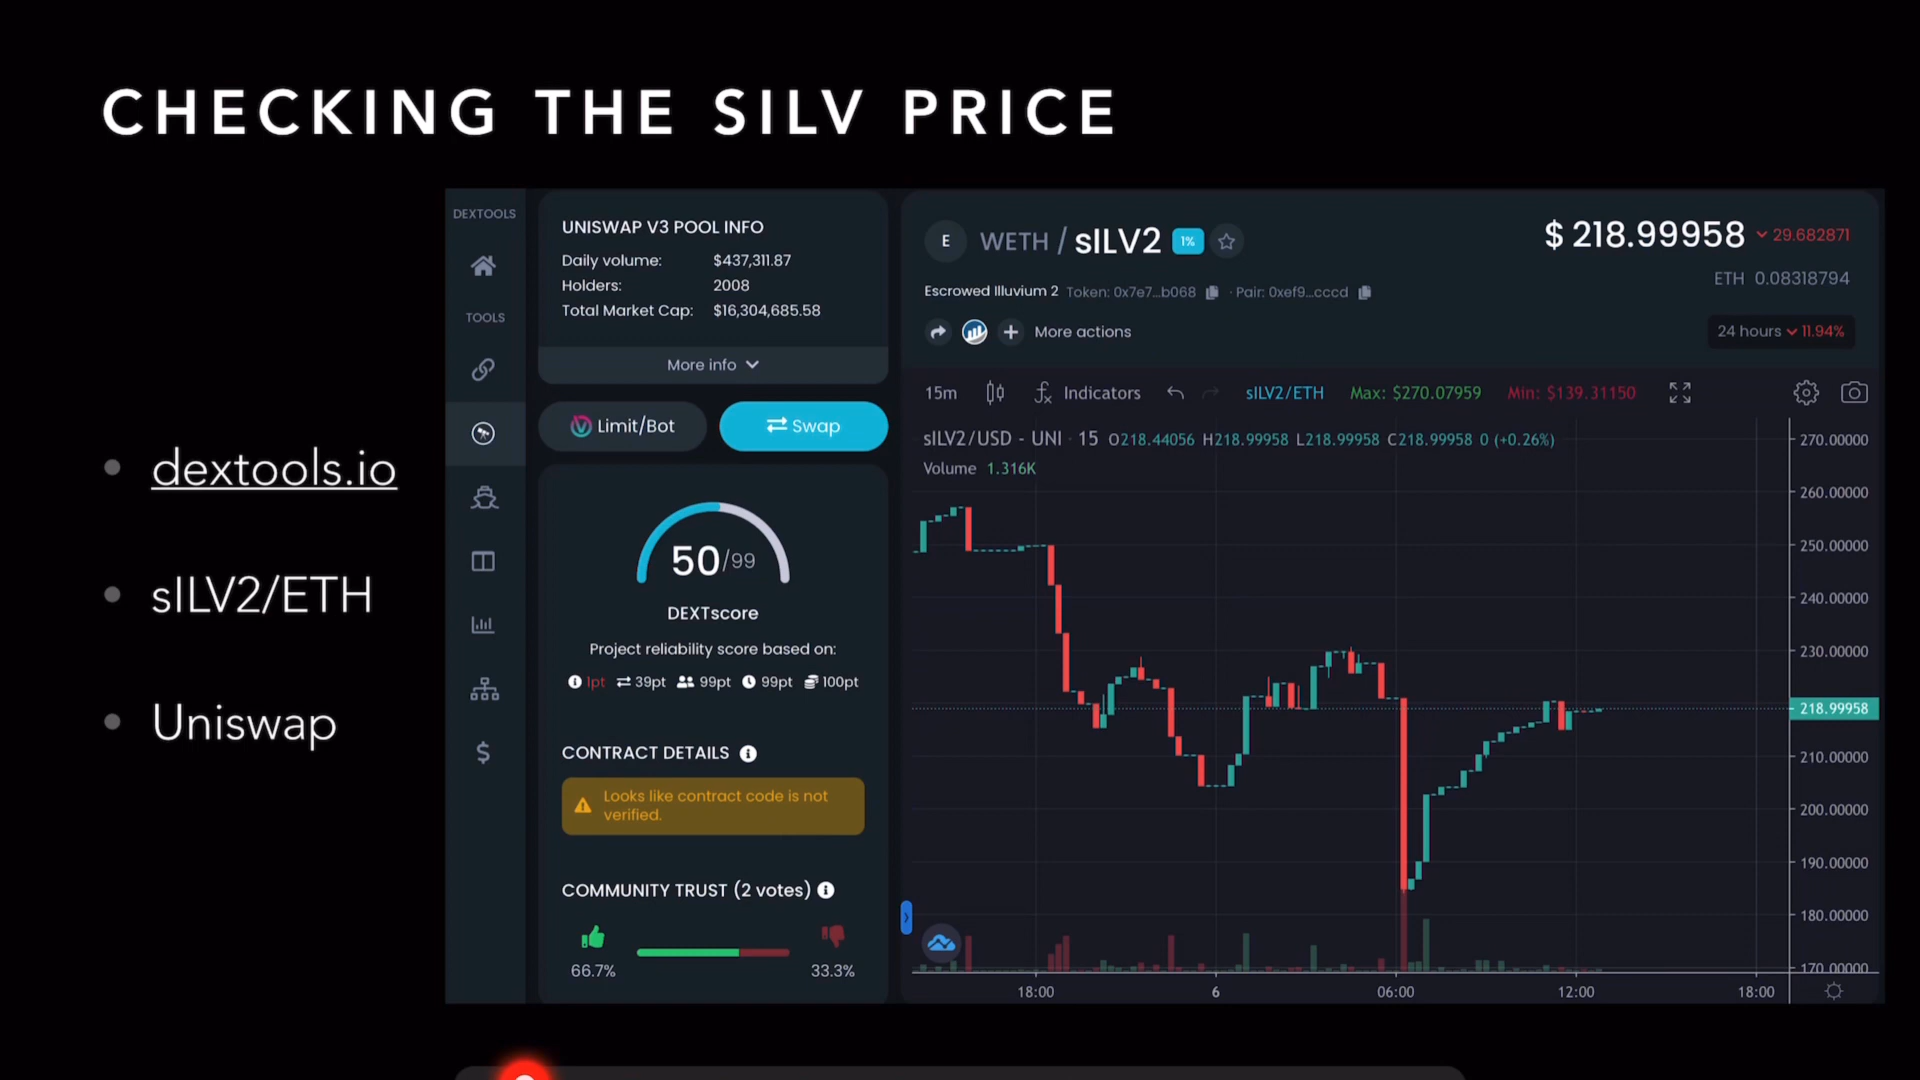 CHECKING THE SILV PRICE
dextools.io
sILV2/ETH
Uniswap
DEXTOOLS
TOOLS
UNISWAP V3 POOL INFO
Daily volume: $437,311.87
Holders: 2008
Total Market Cap: $16,304,685.58
More info
Limit/Bot
Swap
50/99
DEXTscore
Project reliability score based on:
1pt 39pt 99pt 99pt 100pt
CONTRACT DETAILS
Looks like contract code is not
verified.
COMMUNITY TRUST (2 votes)
66.7% 33.3%
E WETH / sILV2 1%
$ 218.99958 29.682871
ETH 0.08318794
Escrowed Illuvium 2 Token: 0x7e7...b068 · Pair: 0xef9...cccd
More actions
24 hours 11.94%
15m Indicators sILV2/ETH Max: $270.07959 Min: $139.31150
sILV2/USD - UNI · 15 O218.44056 H218.99958 L218.99958 C218.99958 0 (+0.26%)
Volume 1.316K
270.00000
260.00000
250.00000
240.00000
230.00000
218.99958
210.00000
200.00000
190.00000
180.00000
170.00000
18:00 6 06:00 12:00 18:00